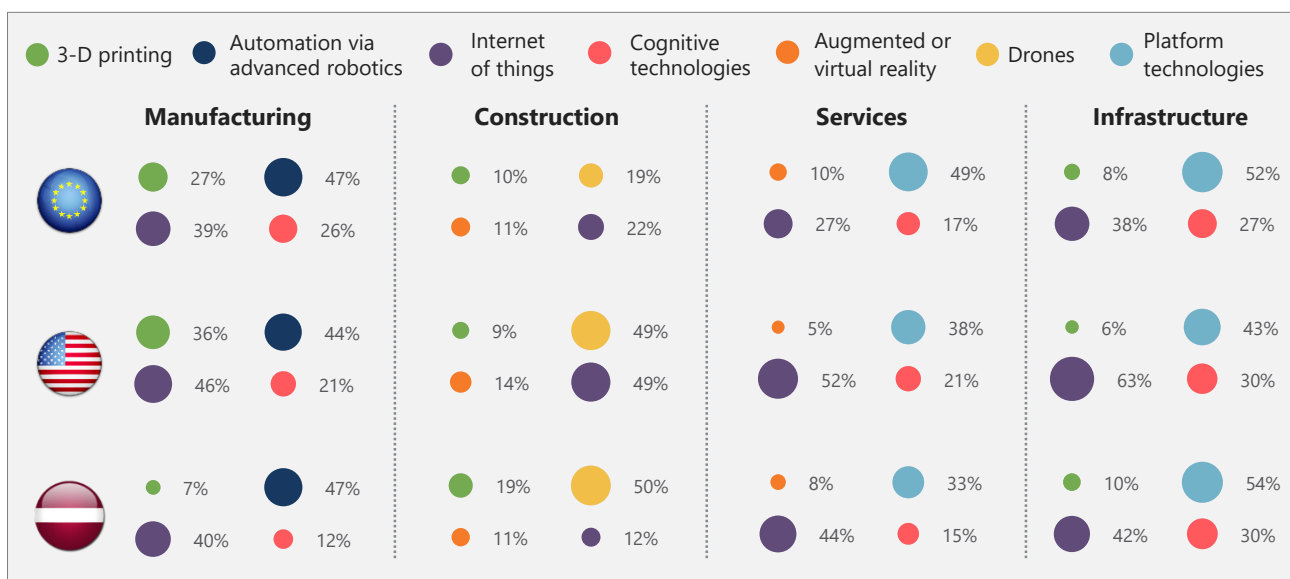 3-D printing
Automation via
advanced robotics
Internet
of things
Cognitive
technologies
Augmented or
virtual reality
Drones
Platform
technologies
Manufacturing
Construction
Services
Infrastructure
27% 47% 10% 19% 10% 49% 8% 52%
39% 26% 11% 22% 27% 17% 38% 27%
36% 44% 9% 49% 5% 38% 6% 43%
46% 21% 14% 49% 52% 21% 63% 30%
7% 47% 19% 50% 8% 33% 10% 54%
40% 12% 11% 12% 44% 15% 42% 30%